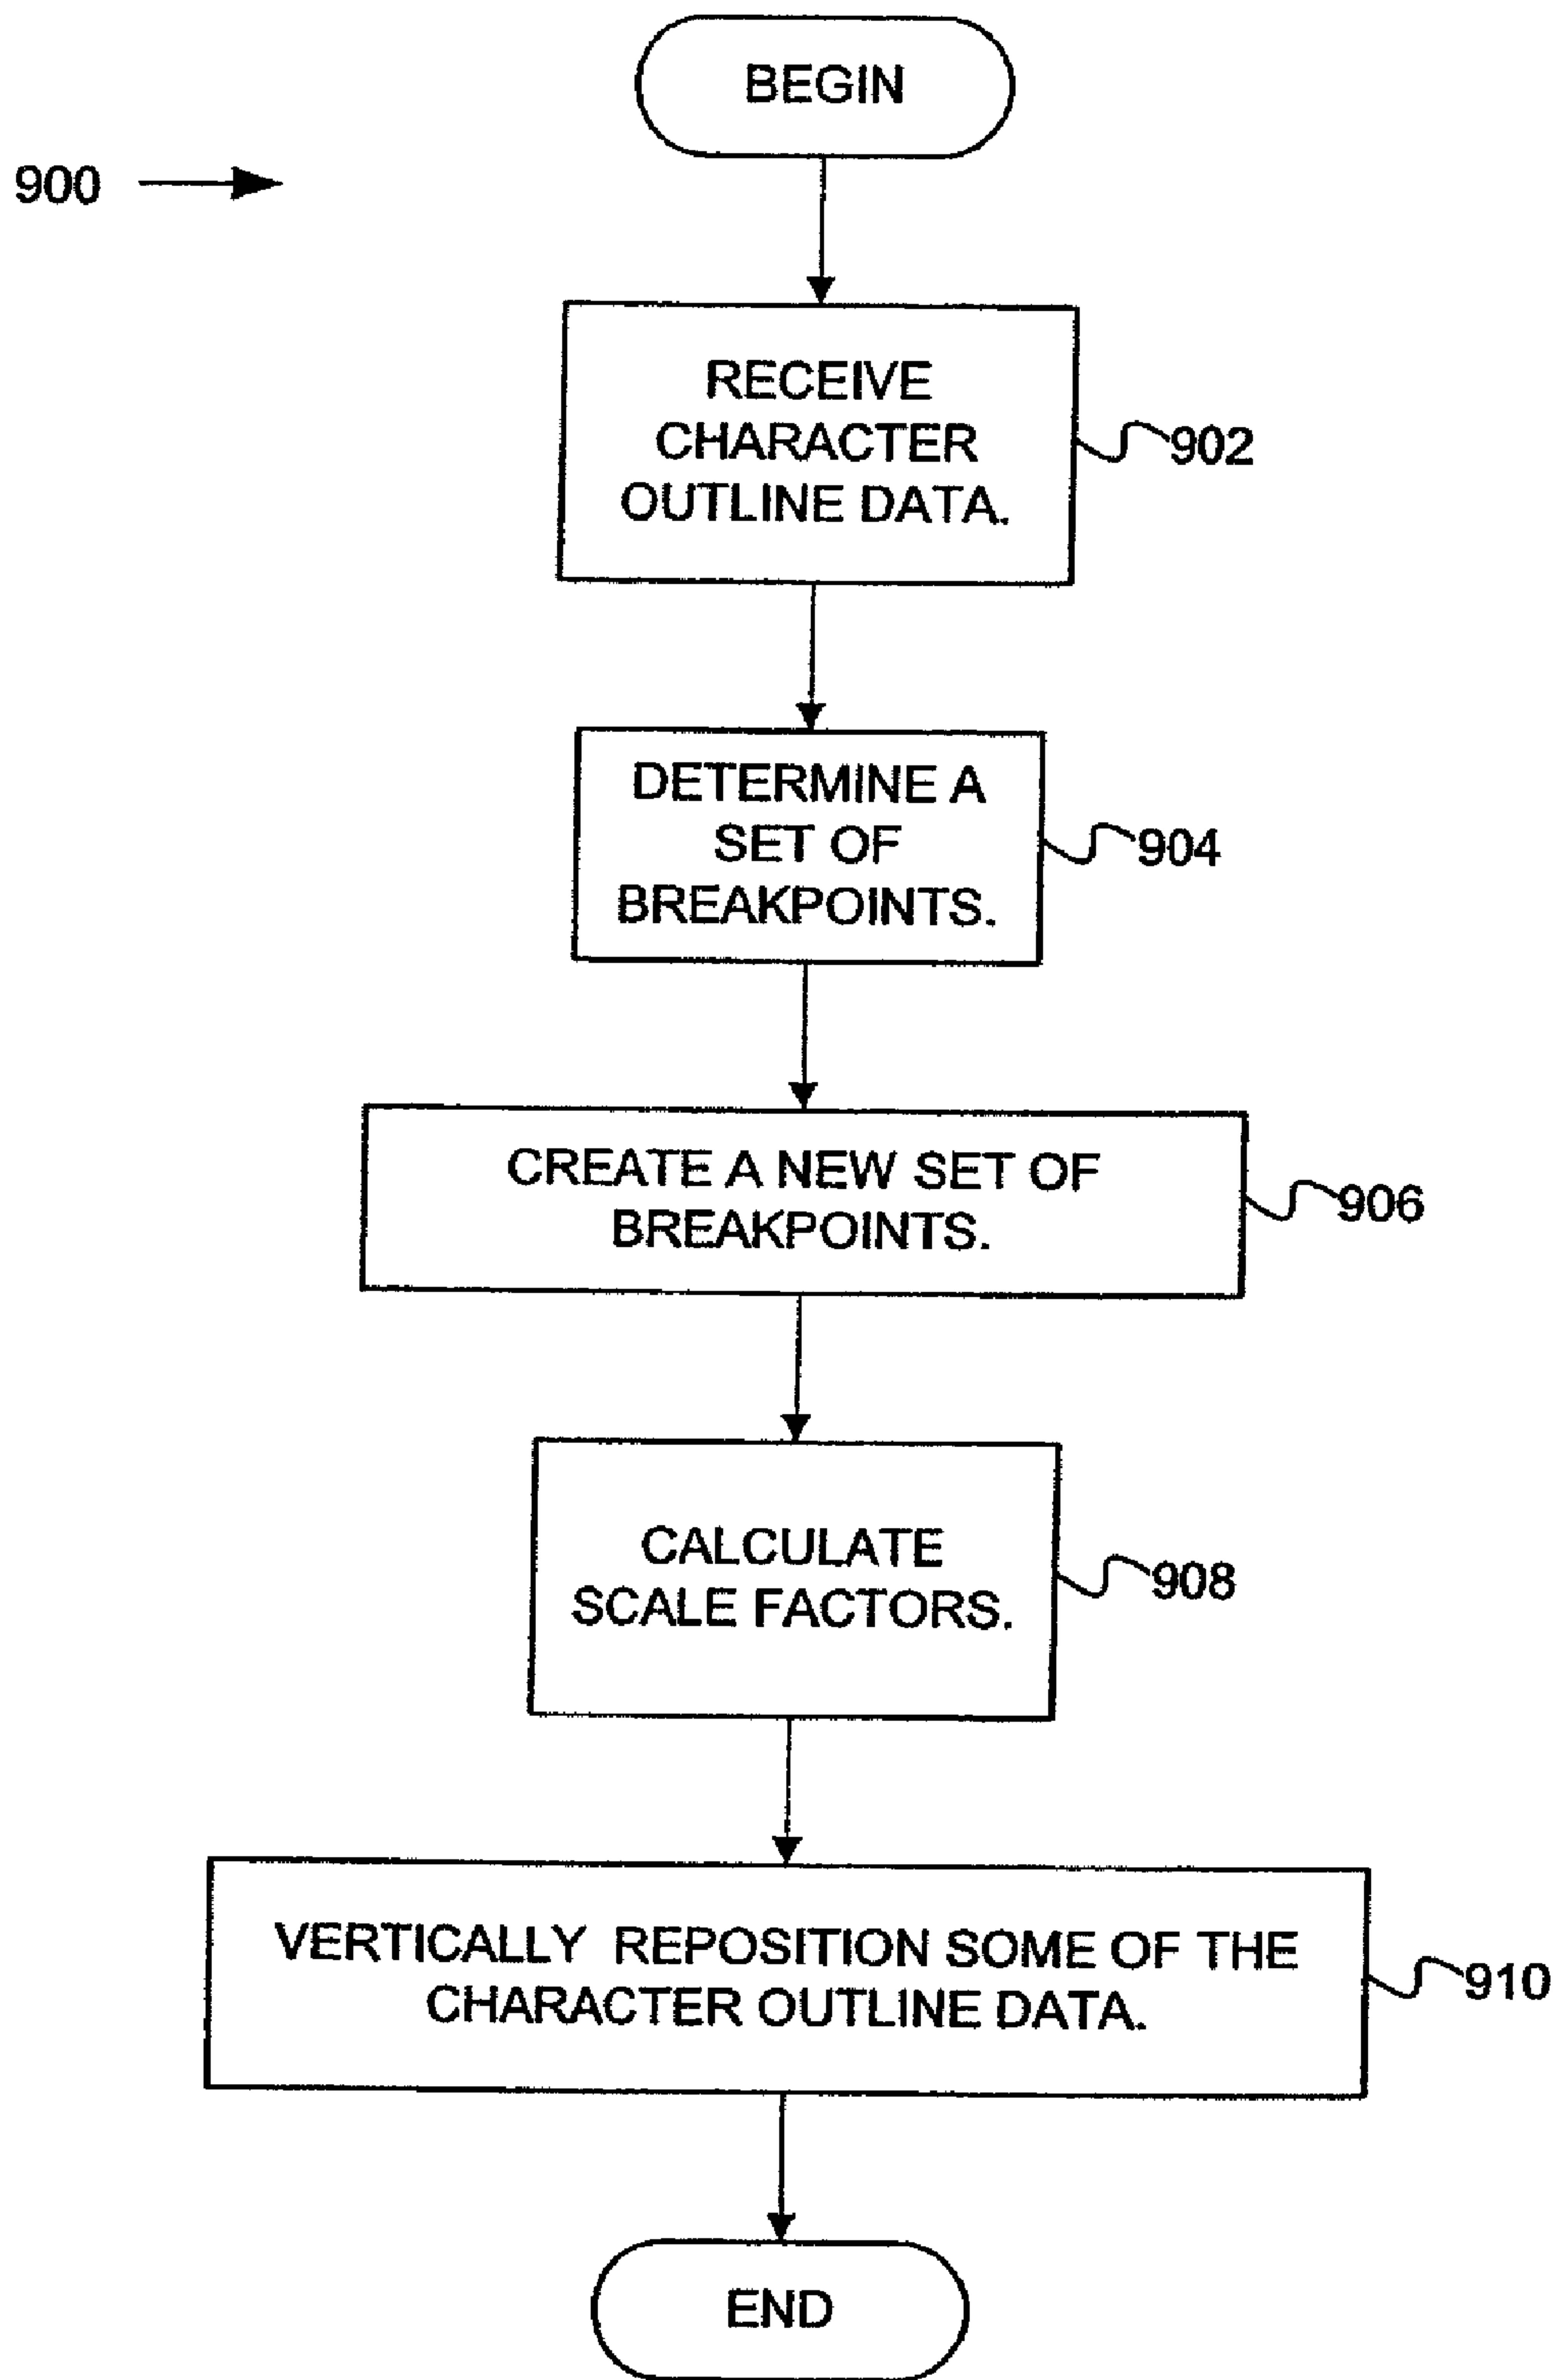 BEGIN
900
RECEIVE
CHARACTER
OUTLINE DATA.
902
DETERMINE A
SET OF
BREAKPOINTS.
904
CREATE A NEW SET OF
BREAKPOINTS.
906
CALCULATE
SCALE FACTORS.
908
VERTICALLY REPOSITION SOME OF THE
CHARACTER OUTLINE DATA.
910
END